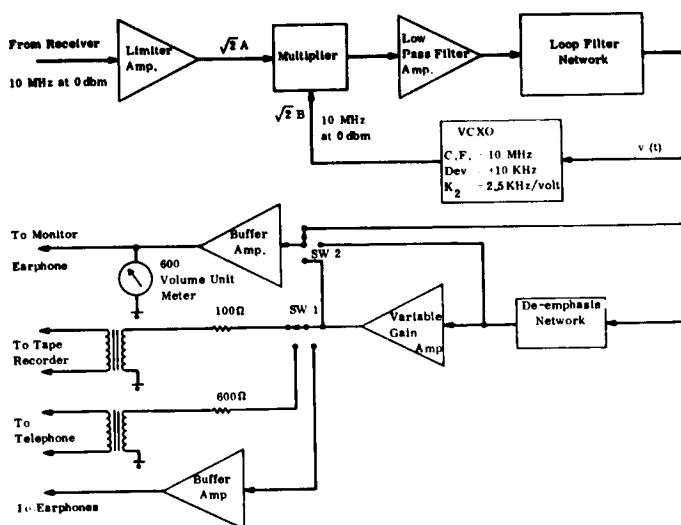 From Receiver
10 MHz at 0 dbm
Limiter
Amp.
√2 A
Multiplier
Low
Pass Filter
Amp.
Loop Filter
Network
√2 B
10 MHz
at 0 dbm
VCXO
C.F. = 10 MHz
Dev = ±10 KHz
K2 = 2.5 KHz/volt
v (t)
To Monitor
Earphone
600
Volume Unit
Meter
Buffer
Amp.
SW 2
100Ω
SW 1
Variable
Gain
Amp
De-emphasis
Network
To Tape
Recorder
600Ω
To
Telephone
Buffer
Amp
To Earphones